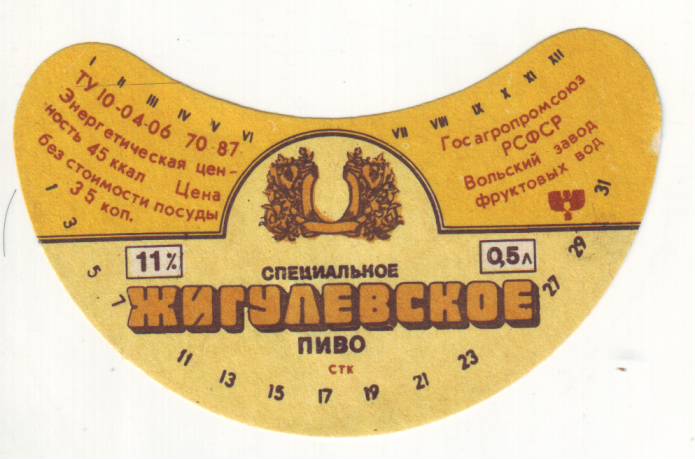 I II III IV V VI VII VIII IX X XI XII
ТУ 10-04-06 70-87
Энергетическая цен-
ность 45 ккал Цена
без стоимости посуды
35 коп.
Госагропромсоюз
РСФСР
Вольский завод
фруктовых вод
11%
0,5л
СПЕЦИАЛЬНОЕ
ЖИГУЛЕВСКОЕ
ПИВО
СТК
1 3 5 7 11 13 15 17 19 21 23 27 29 31